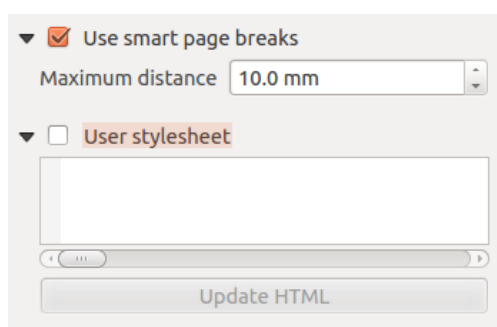 Use smart page breaks
Maximum distance 10.0 mm
User stylesheet
Update HTML